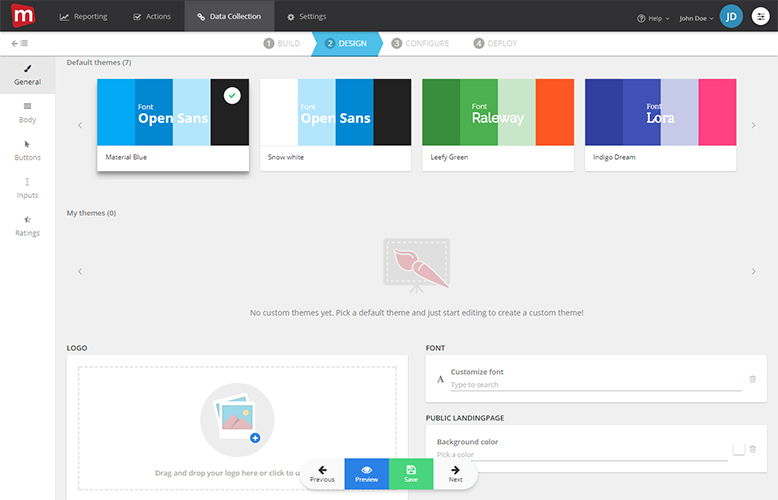 m Reporting Actions Data Collection Settings Help John Doe JD
1 BUILD 2 DESIGN 3 CONFIGURE 4 DEPLOY
General
Body
Buttons
Inputs
Ratings
Default themes (7)
Font
Open Sans
Material Blue
Font
Open Sans
Snow white
Font
Raleway
Leefy Green
Font
Lora
Indigo Dream
My themes (0)
No custom themes yet. Pick a default theme and just start editing to create a custom theme!
LOGO
Drag and drop your logo here or click to u
FONT
A Customize font
Type to search
PUBLIC LANDINGPAGE
Background color
Pick a color
Previous Preview Save Next